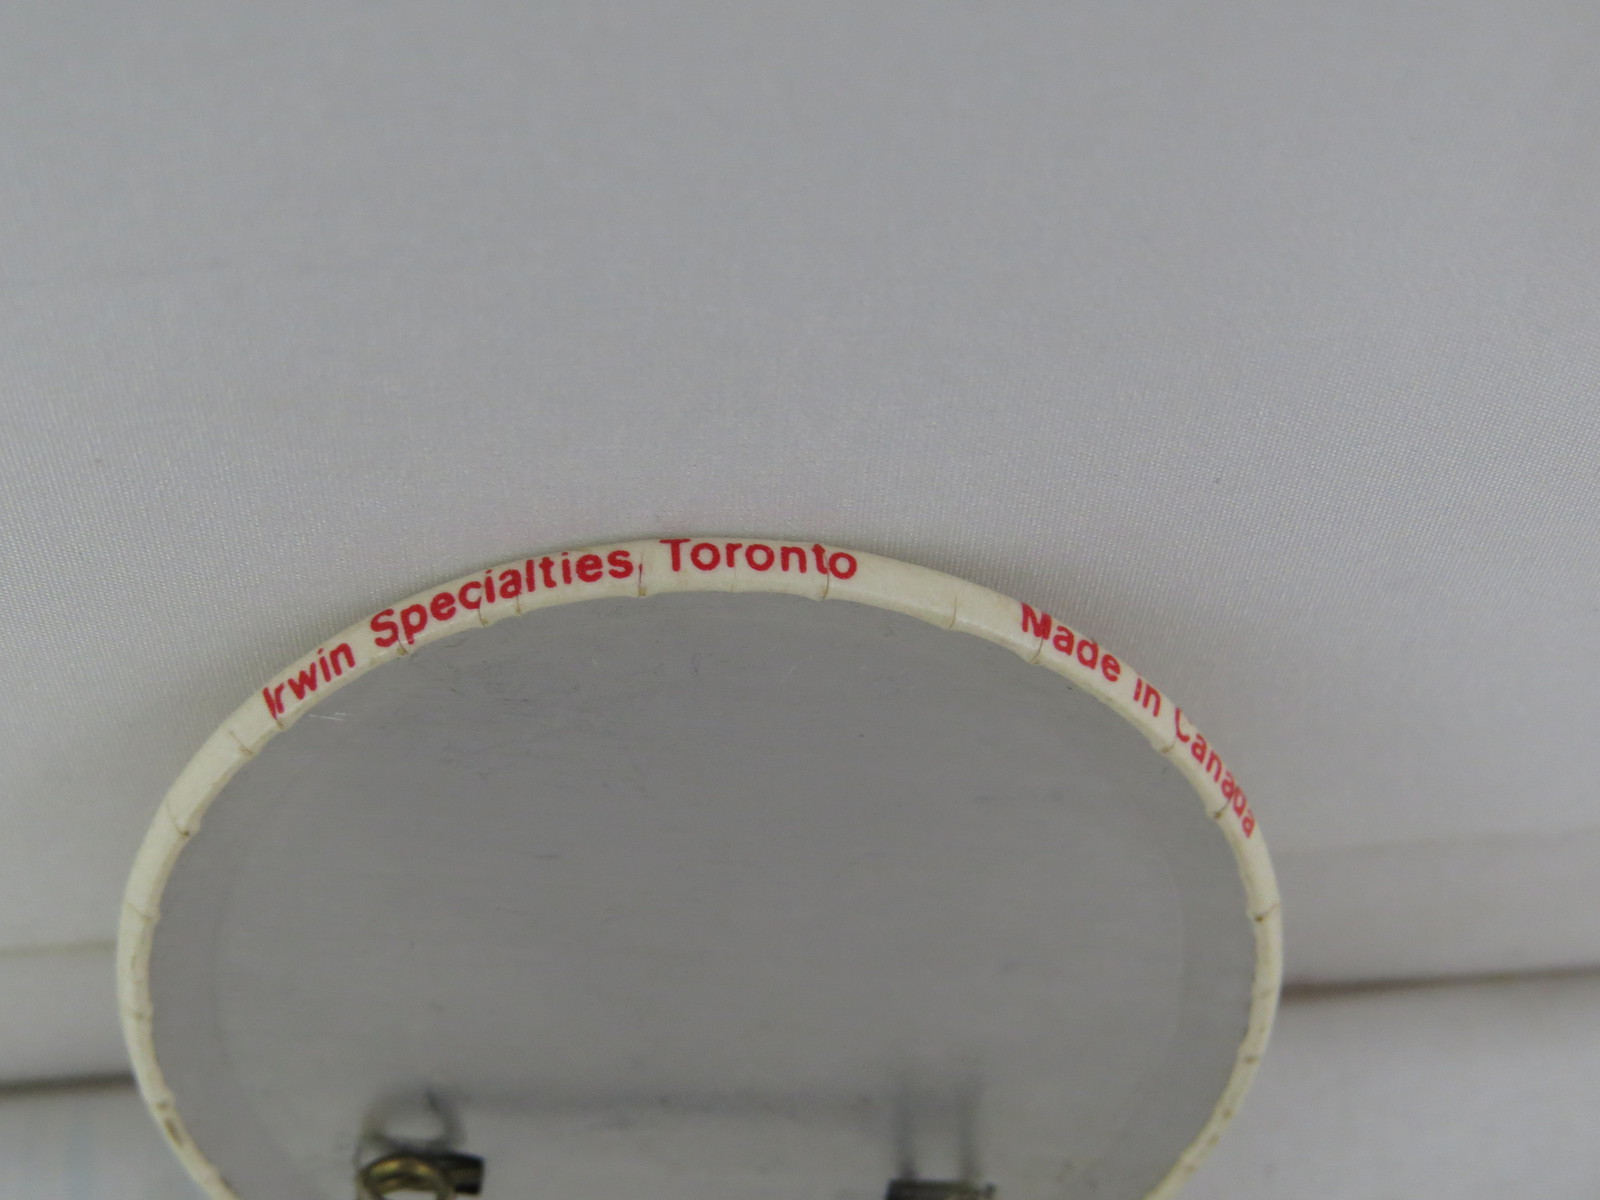 Irwin Specialties, Toronto
Made in Canada